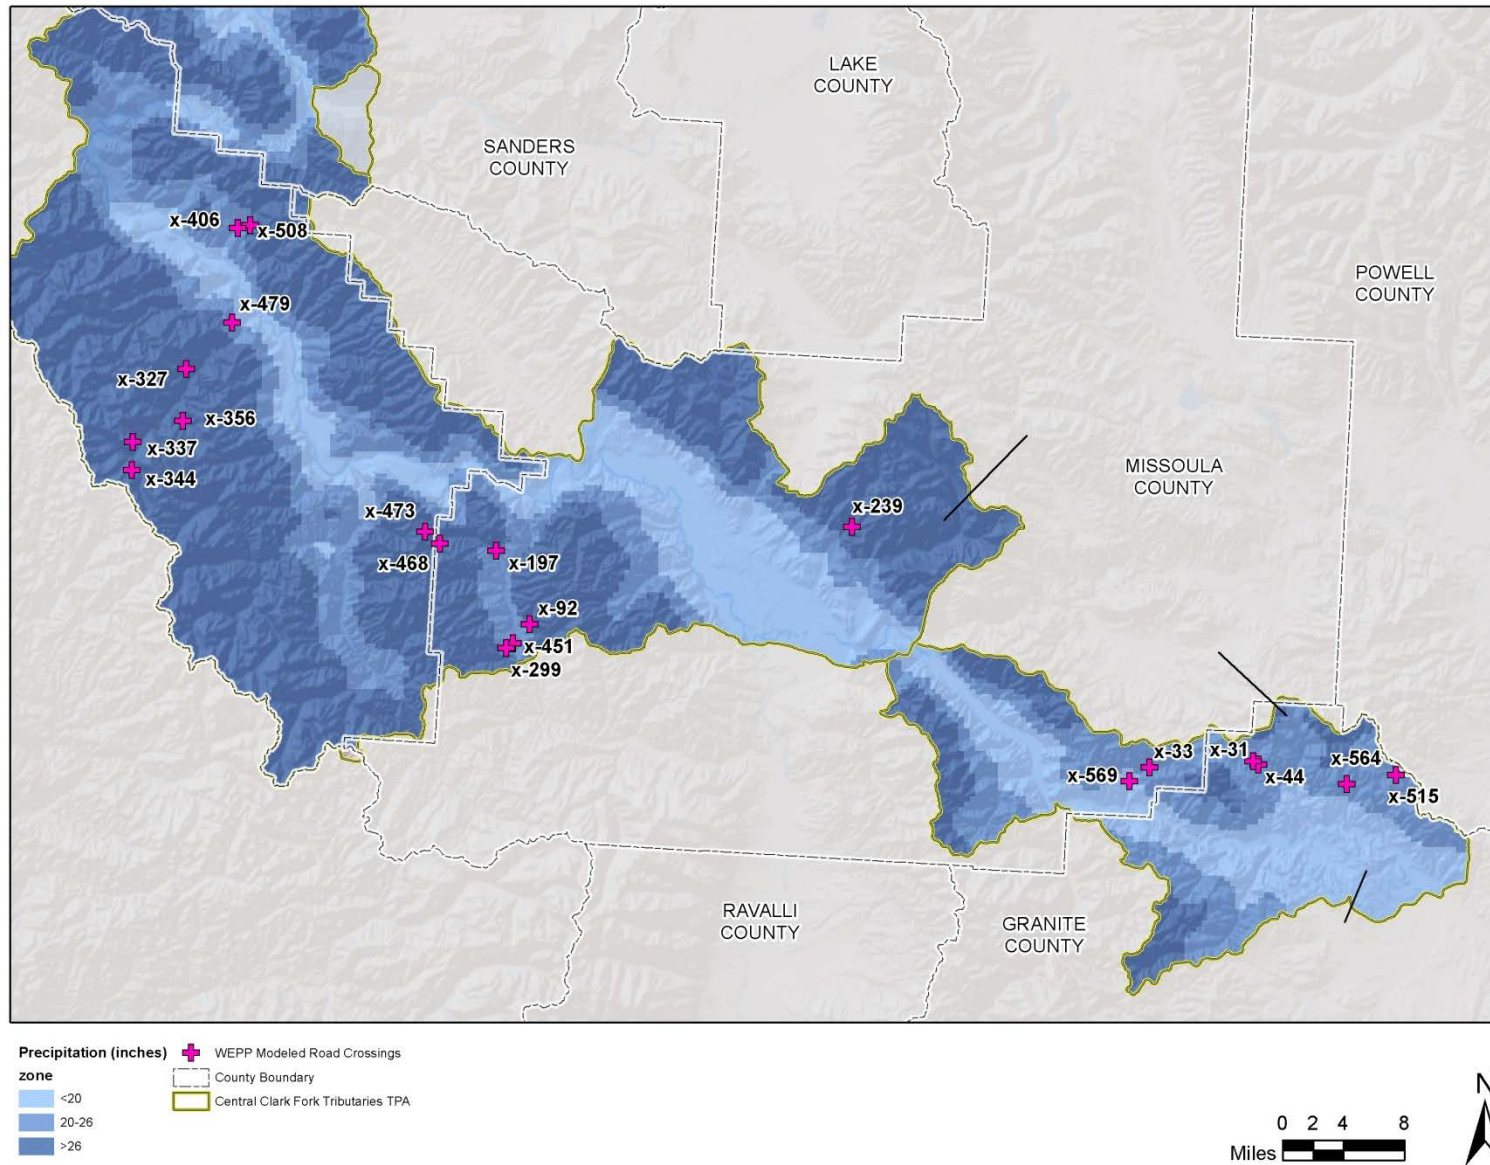 LAKE
COUNTY
SANDERS
COUNTY
x-406
x-508
POWELL
COUNTY
x-479
x-327
x-356
x-337
x-344
MISSOULA
COUNTY
x-473
x-239
x-468
x-197
x-92
x-451
x-299
x-33
x-31
x-564
x-569
x-44
x-515
RAVALLI
COUNTY
GRANITE
COUNTY
Precipitation (inches)
zone
<20
20-26
>26
WEPP Modeled Road Crossings
County Boundary
Central Clark Fork Tributaries TPA
N
0 2 4 8
Miles